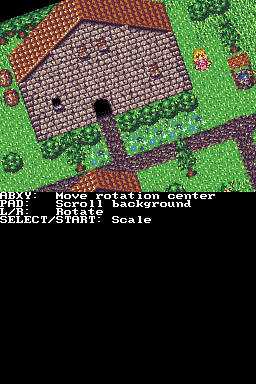 ABXY:  Move rotation center
PAD:   Scroll background
L/R:   Rotate
SELECT/START: Scale